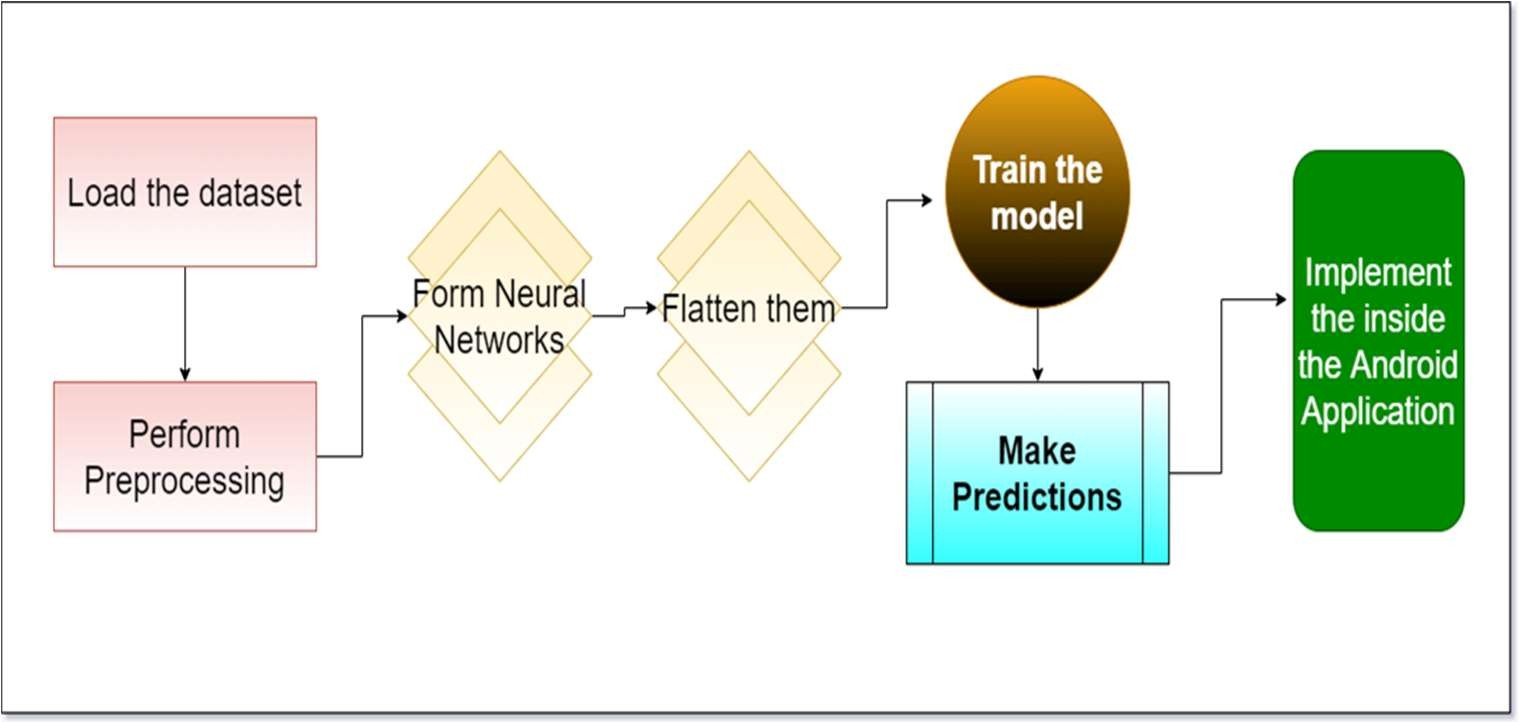 Load the dataset
Perform
Preprocessing
Form Neural
Networks
Flatten them
Train the
model
Make
Predictions
Implement
the inside
the Android
Application